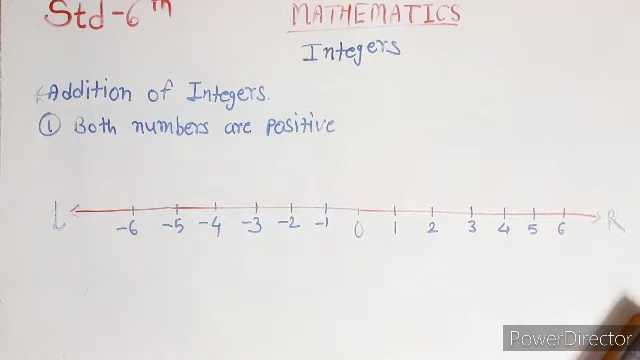 Std-6th
MATHEMATICS
Integers
Addition of Integers.
① Both numbers are positive
L -6 -5 -4 -3 -2 -1 0 1 2 3 4 5 6 R
PowerDirector